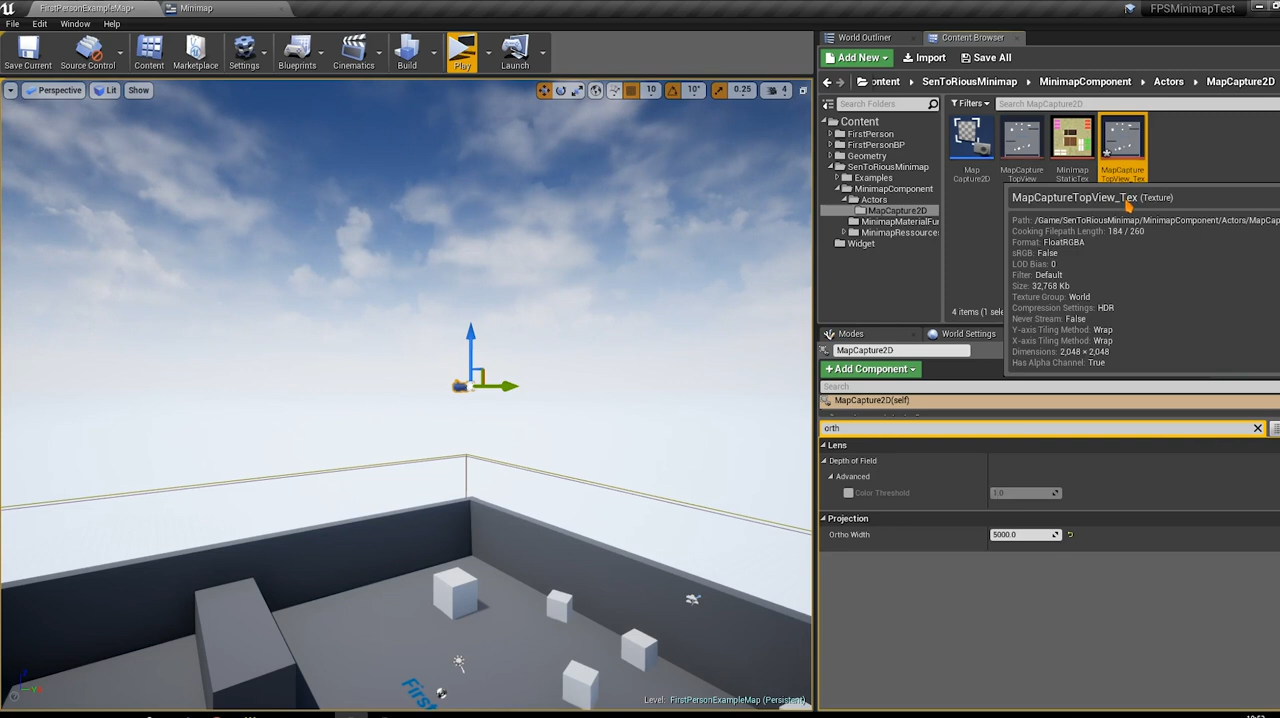 FirstPersonExampleMap*
Minimap
FPSMinimapTest
File Edit Window Help
Save Current
Source Control
Content
Marketplace
Settings
Blueprints
Cinematics
Build
Play
Launch
World Outliner
Content Browser
Add New
Import
Save All
ontent
SenToRiousMinimap
MinimapComponent
Actors
MapCapture2D
Perspective
Lit
Show
10
10°
0.25
4
Search Folders
Filters
Search MapCapture2D
Content
FirstPerson
FirstPersonBP
Geometry
SenToRiousMinimap
Examples
MinimapComponent
Actors
MapCapture2D
MinimapMaterialFu
MinimapRessource
Widget
Map
Capture2D
MapCapture
TopView
Minimap
StaticTex
MapCapture
TopView_Tex
MapCaptureTopView_Tex (Texture)
Path: /Game/SenToRiousMinimap/MinimapComponent/Actors/MapCap
Cooking Filepath Length: 184 / 260
Format: FloatRGBA
sRGB: False
LOD Bias: 0
Filter: Default
Size: 32,768 Kb
Texture Group: World
Compression Settings: HDR
Never Stream: False
Y-axis Tiling Method: Wrap
X-axis Tiling Method: Wrap
Dimensions: 2,048 × 2,048
Has Alpha Channel: True
4 items (1 sele
Modes
World Settings
MapCapture2D
+Add Component
Search
MapCapture2D(self)
orth
Lens
Depth of Field
Advanced
Color Threshold
1.0
Projection
Ortho Width
5000.0
First
Level: FirstPersonExampleMap (Persistent)